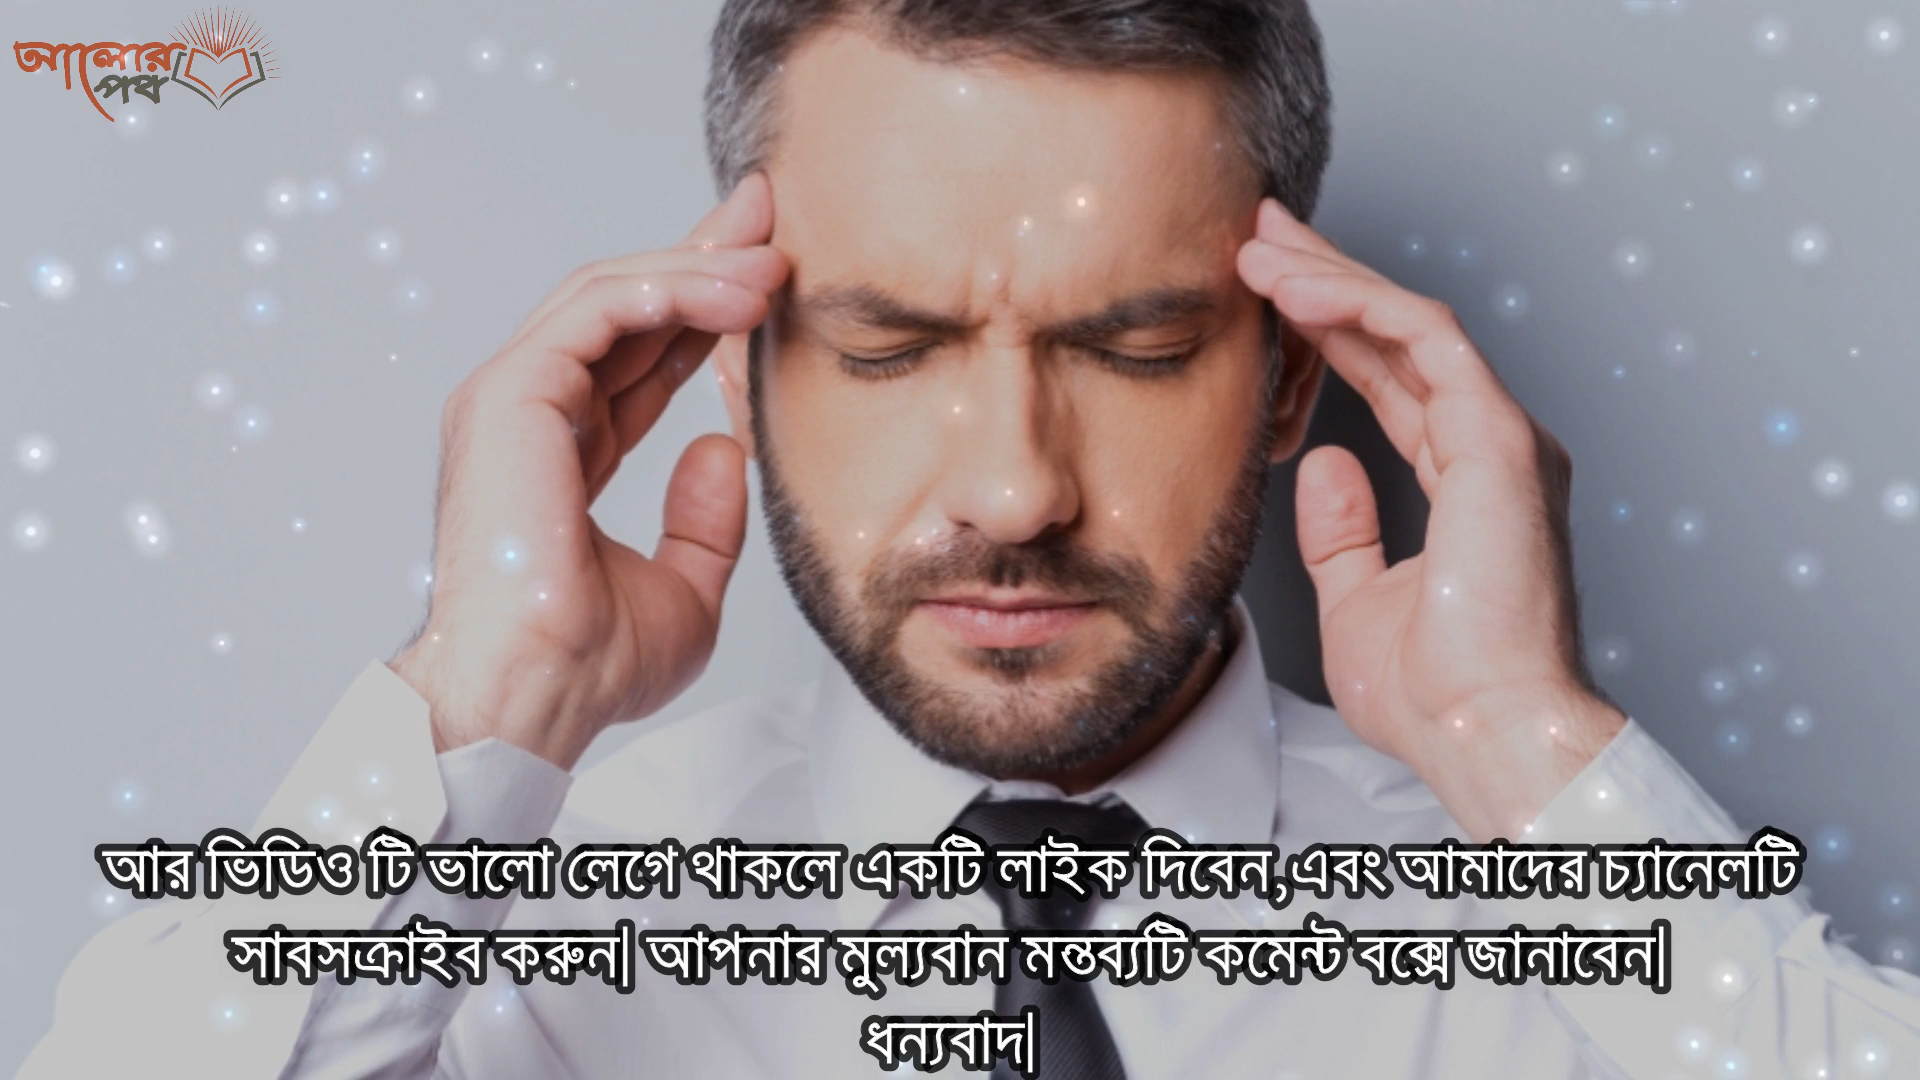 আলোর
পথ
আর ভিডিও টি ভালো লেগে থাকলে একটি লাইক দিবেন,এবং আমাদের চ্যানেলটি
সাবসক্রাইব করুন| আপনার মুল্যবান মন্তব্যটি কমেন্ট বক্সে জানাবেন|
ধন্যবাদ|